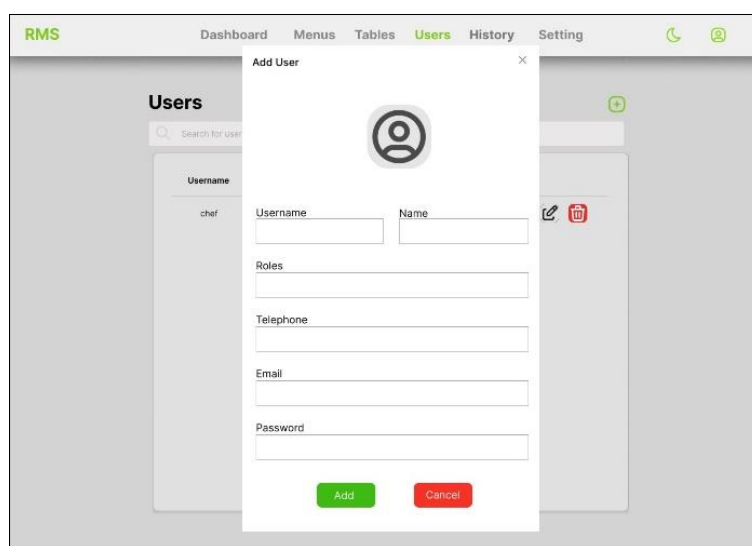 RMS Dashboard Menus Tables Users History Setting
Add User
Users
Search for user
Username
chef
Username Name
Roles
Telephone
Email
Password
Add Cancel